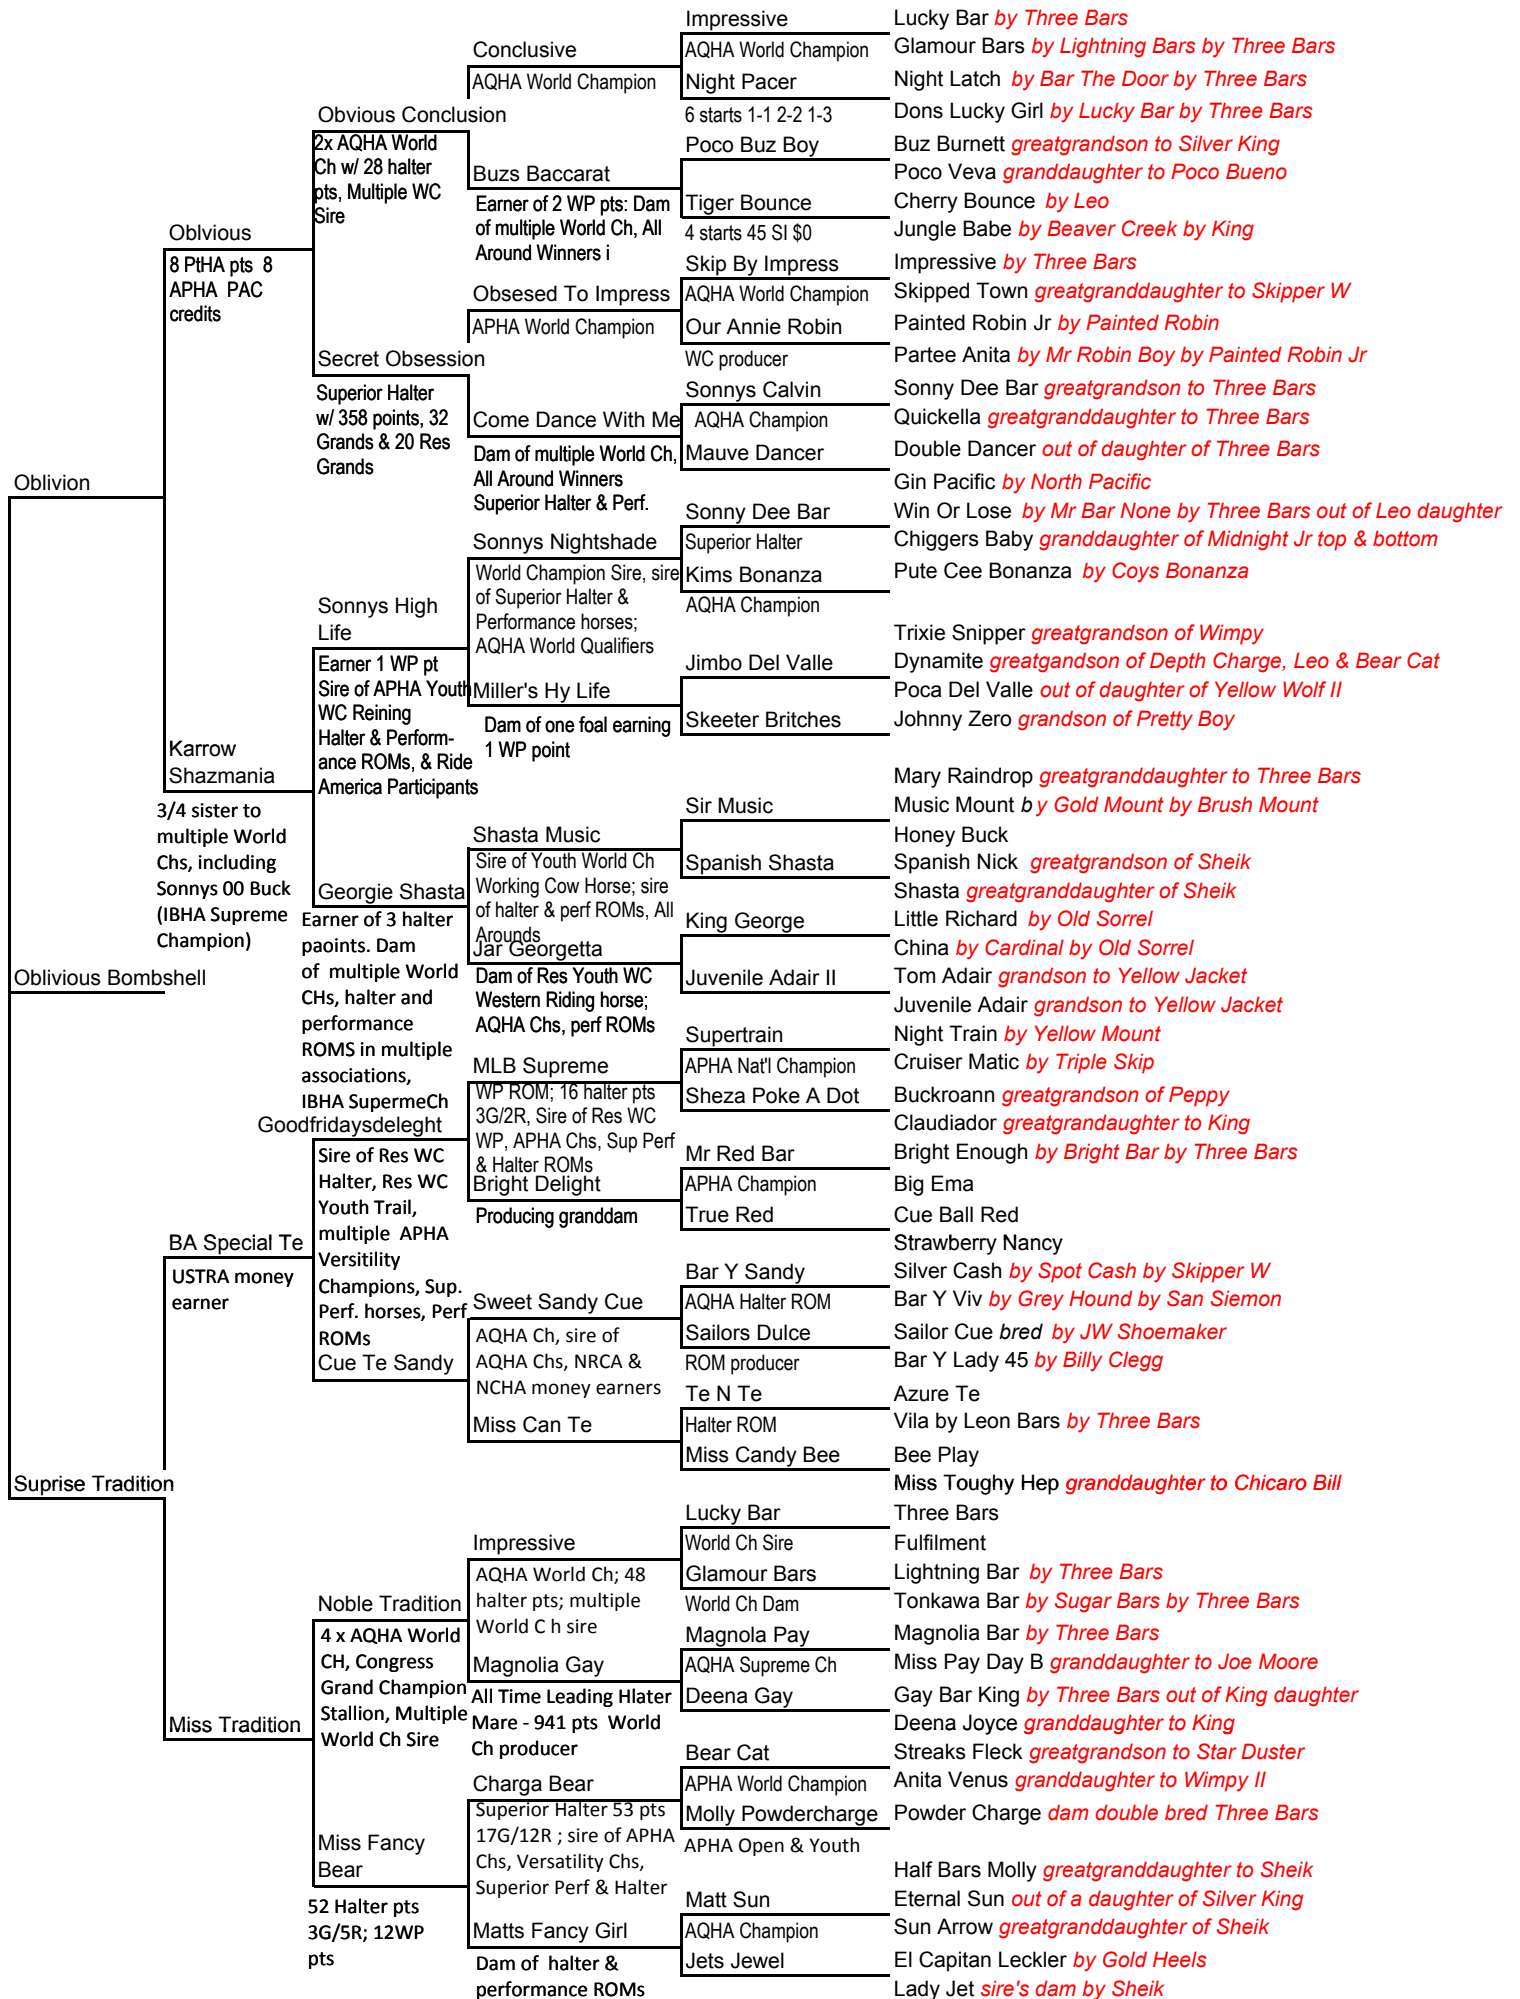 Impressive
Lucky Bar by Three Bars
Conclusive
AQHA World Champion
Glamour Bars by Lightning Bars by Three Bars
AQHA World Champion
Night Pacer
Night Latch by Bar The Door by Three Bars
Obvious Conclusion
6 starts 1-1 2-2 1-3
Dons Lucky Girl by Lucky Bar by Three Bars
2x AQHA World
Ch w/ 28 halter
pts, Multiple WC
Sire
Poco Buz Boy
Buz Burnett greatgrandson to Silver King
Buzs Baccarat
Poco Veva granddaughter to Poco Bueno
Earner of 2 WP pts: Dam
of multiple World Ch, All
Around Winners i
Tiger Bounce
Cherry Bounce by Leo
Oblvious
4 starts 45 SI $0
Jungle Babe by Beaver Creek by King
8 PtHA pts 8
APHA PAC
credits
Skip By Impress
Impressive by Three Bars
Obsesed To Impress
AQHA World Champion
Skipped Town greatgranddaughter to Skipper W
APHA World Champion
Our Annie Robin
Painted Robin Jr by Painted Robin
Secret Obsession
WC producer
Partee Anita by Mr Robin Boy by Painted Robin Jr
Superior Halter
w/ 358 points, 32
Grands & 20 Res
Grands
Sonnys Calvin
Sonny Dee Bar greatgrandson to Three Bars
Come Dance With Me
AQHA Champion
Quickella greatgranddaughter to Three Bars
Dam of multiple World Ch,
All Around Winners
Superior Halter & Perf.
Mauve Dancer
Double Dancer out of daughter of Three Bars
Oblivion
Gin Pacific by North Pacific
Sonny Dee Bar
Win Or Lose by Mr Bar None by Three Bars out of Leo daughter
Sonnys Nightshade
Superior Halter
Chiggers Baby granddaughter of Midnight Jr top & bottom
World Champion Sire, sire
of Superior Halter &
Performance horses;
AQHA World Qualifiers
Kims Bonanza
Pute Cee Bonanza by Coys Bonanza
Sonnys High
Life
AQHA Champion
Trixie Snipper greatgrandson of Wimpy
Earner 1 WP pt
Sire of APHA Youth
WC Reining
Halter & Perform-
ance ROMs, & Ride
America Participants
Jimbo Del Valle
Dynamite greatgandson of Depth Charge, Leo & Bear Cat
Miller's Hy Life
Poca Del Valle out of daughter of Yellow Wolf II
Dam of one foal earning
1 WP point
Skeeter Britches
Johnny Zero grandson of Pretty Boy
Karrow
Shazmania
Mary Raindrop greatgranddaughter to Three Bars
3/4 sister to
multiple World
Chs, including
Sonnys 00 Buck
(IBHA Supreme
Champion)
Sir Music
Music Mount by Gold Mount by Brush Mount
Shasta Music
Honey Buck
Sire of Youth World Ch
Working Cow Horse; sire
of halter & perf ROMs, All
Arounds
Spanish Shasta
Spanish Nick greatgrandson of Sheik
Georgie Shasta
Shasta greatgranddaughter of Sheik
Earner of 3 halter
paoints. Dam
of multiple World
CHs, halter and
performance
ROMS in multiple
associations,
IBHA SupermeCh
King George
Little Richard by Old Sorrel
Jar Georgetta
China by Cardinal by Old Sorrel
Oblivious Bombshell
Dam of Res Youth WC
Western Riding horse;
AQHA Chs, perf ROMs
Juvenile Adair II
Tom Adair grandson to Yellow Jacket
Juvenile Adair grandson to Yellow Jacket
Supertrain
Night Train by Yellow Mount
MLB Supreme
APHA Nat'l Champion
Cruiser Matic by Triple Skip
WP ROM; 16 halter pts
3G/2R, Sire of Res WC
WP, APHA Chs, Sup Perf
& Halter ROMs
Sheza Poke A Dot
Buckroann greatgrandson of Peppy
Goodfridaysdeleght
Claudiador greatgrandaughter to King
Sire of Res WC
Halter, Res WC
Youth Trail,
multiple APHA
Versitility
Champions, Sup.
Perf. horses, Perf
ROMs
Mr Red Bar
Bright Enough by Bright Bar by Three Bars
Bright Delight
APHA Champion
Big Ema
Producing granddam
True Red
Cue Ball Red
BA Special Te
Strawberry Nancy
USTRA money
earner
Bar Y Sandy
Silver Cash by Spot Cash by Skipper W
Sweet Sandy Cue
AQHA Halter ROM
Bar Y Viv by Grey Hound by San Siemon
AQHA Ch, sire of
AQHA Chs, NRCA &
NCHA money earners
Sailors Dulce
Sailor Cue bred by JW Shoemaker
Cue Te Sandy
ROM producer
Bar Y Lady 45 by Billy Clegg
Te N Te
Azure Te
Miss Can Te
Halter ROM
Vila by Leon Bars by Three Bars
Miss Candy Bee
Bee Play
Suprise Tradition
Miss Toughy Hep granddaughter to Chicaro Bill
Lucky Bar
Three Bars
Impressive
World Ch Sire
Fulfilment
AQHA World Ch; 48
halter pts; multiple
World C h sire
Glamour Bars
Lightning Bar by Three Bars
Noble Tradition
World Ch Dam
Tonkawa Bar by Sugar Bars by Three Bars
4 x AQHA World
CH, Congress
Grand Champion
Stallion, Multiple
World Ch Sire
Magnola Pay
Magnolia Bar by Three Bars
Magnolia Gay
AQHA Supreme Ch
Miss Pay Day B granddaughter to Joe Moore
All Time Leading Hlater
Mare - 941 pts World
Ch producer
Deena Gay
Gay Bar King by Three Bars out of King daughter
Miss Tradition
Deena Joyce granddaughter to King
Bear Cat
Streaks Fleck greatgrandson to Star Duster
Charga Bear
APHA World Champion
Anita Venus granddaughter to Wimpy II
Superior Halter 53 pts
17G/12R ; sire of APHA
Chs, Versatility Chs,
Superior Perf & Halter
Molly Powdercharge
Powder Charge dam double bred Three Bars
Miss Fancy
Bear
APHA Open & Youth
Half Bars Molly greatgranddaughter to Sheik
52 Halter pts
3G/5R; 12WP
pts
Matt Sun
Eternal Sun out of a daughter of Silver King
Matts Fancy Girl
AQHA Champion
Sun Arrow greatgranddaughter of Sheik
Dam of halter &
performance ROMs
Jets Jewel
El Capitan Leckler by Gold Heels
Lady Jet sire's dam by Sheik